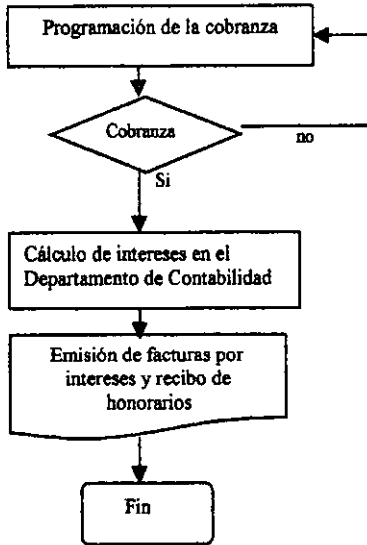 Programación de la cobranza
Cobranza
no
Si
Cálculo de intereses en el
Departamento de Contabilidad
Emisión de facturas por
intereses y recibo de
honorarios
Fin